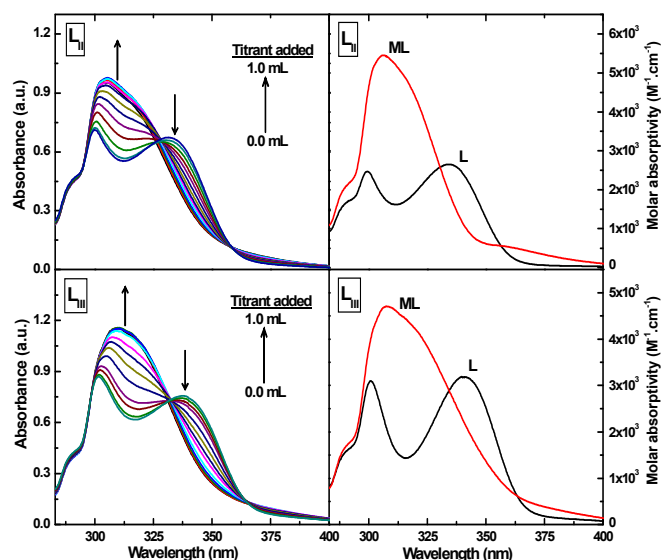 L_II
Titrant added
1.0 mL
0.0 mL
Absorbance (a.u.)
1.2
0.9
0.6
0.3
0.0
L_II
ML
L
Molar absorptivity (M⁻¹.cm⁻¹)
6x10³
5x10³
4x10³
3x10³
2x10³
1x10³
0
L_III
Titrant added
1.0 mL
0.0 mL
Absorbance (a.u.)
1.5
1.2
0.9
0.6
0.3
0.0
300 325 350 375 400
Wavelength (nm)
L_III
ML
L
Molar absorptivity (M⁻¹.cm⁻¹)
5x10³
4x10³
3x10³
2x10³
1x10³
0
300 325 350 375 400
Wavelength (nm)